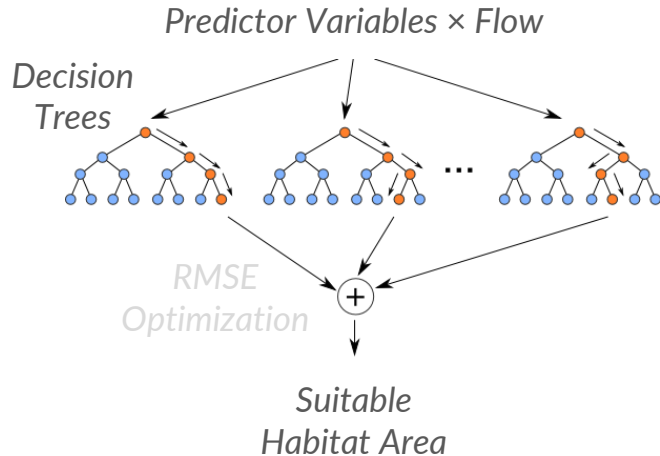 Predictor Variables × Flow
Decision
Trees
...
RMSE
Optimization
+
Suitable
Habitat Area